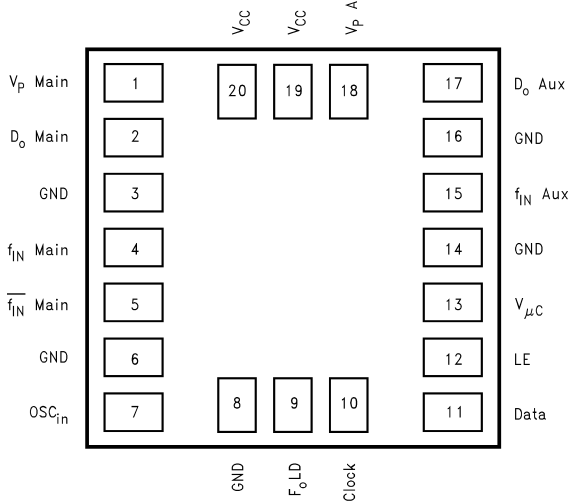 V_CC V_CC V_P A
20 19 18
V_P Main 1 17 D_o Aux
D_o Main 2 16 GND
GND 3 15 f_IN Aux
f_IN Main 4 14 GND
f̅_I̅N̅ Main 5 13 V_μC
GND 6 12 LE
OSC_in 7 11 Data
8 9 10
GND F_oLD Clock